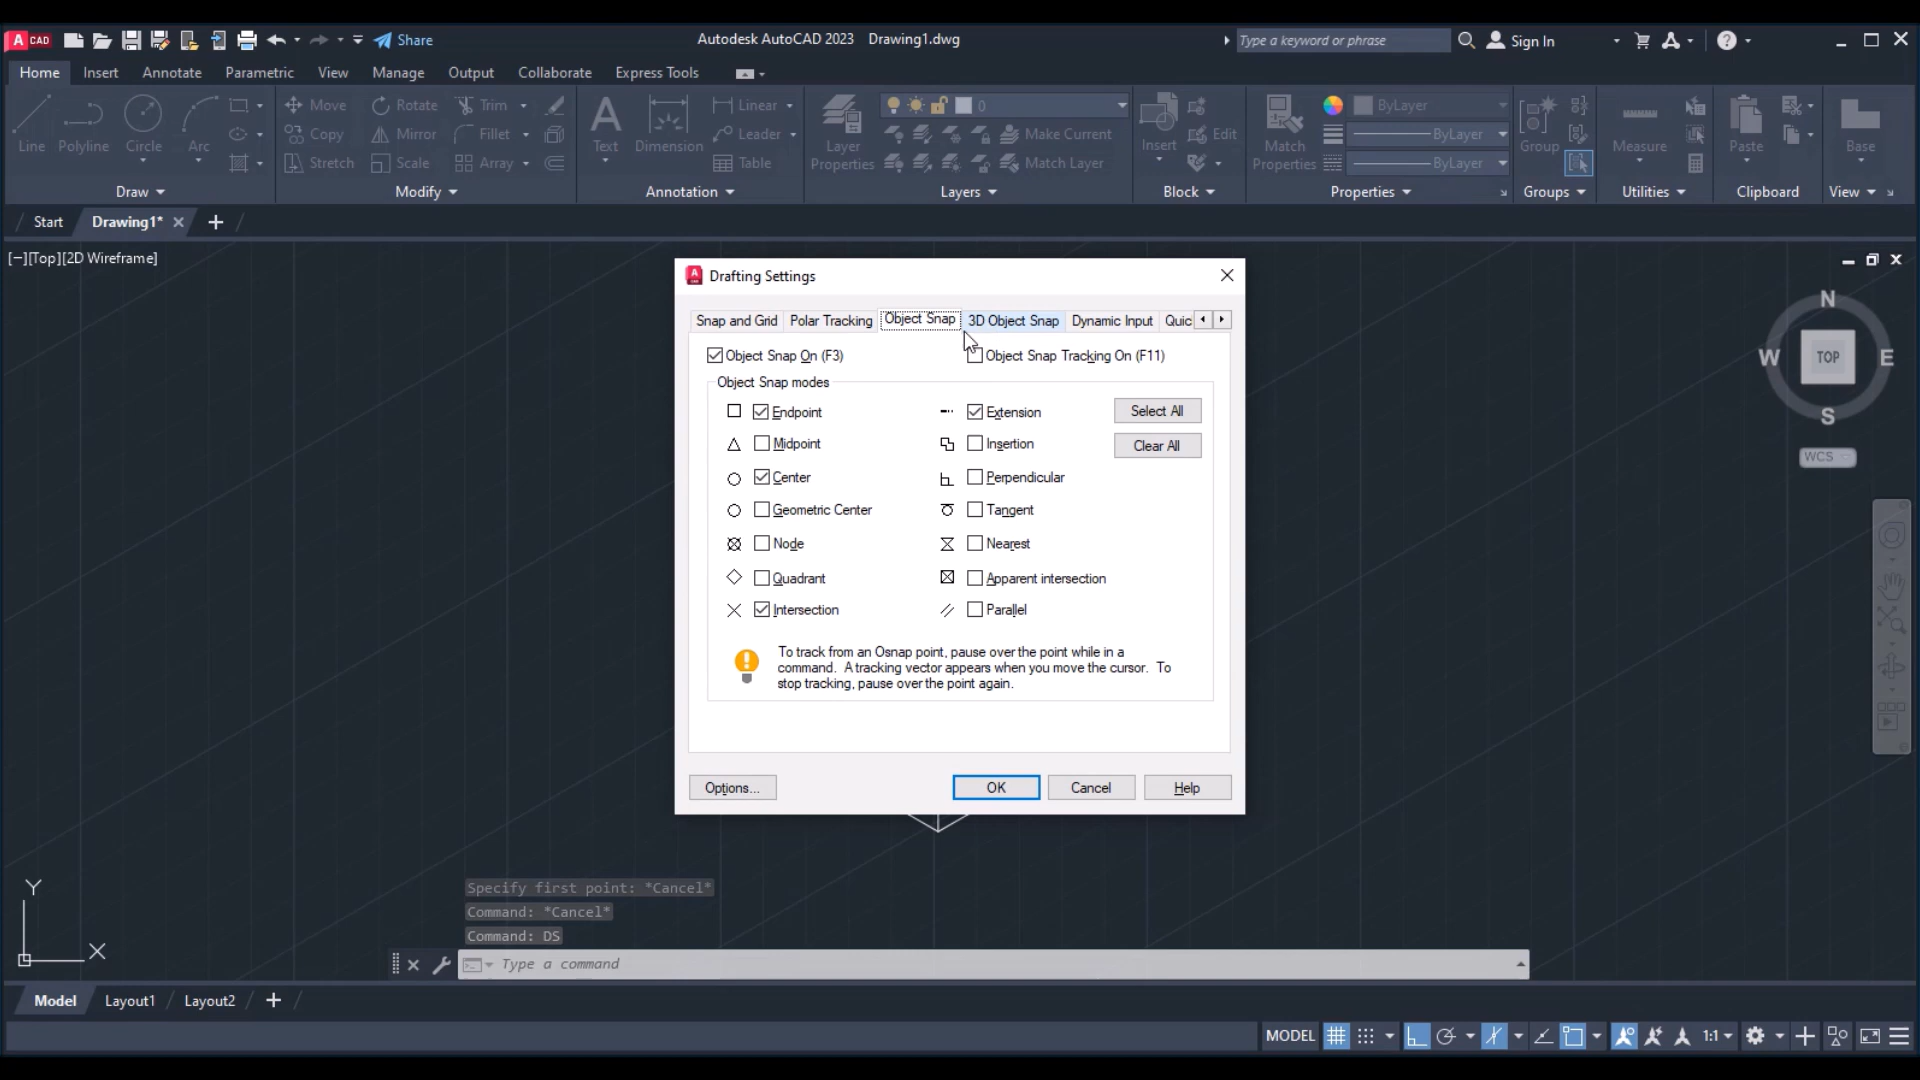 A CAD Share Autodesk AutoCAD 2023 Drawing1.dwg Type a keyword or phrase Sign In
Home Insert Annotate Parametric View Manage Output Collaborate Express Tools
Line Polyline Circle Arc Move Rotate Trim Text Dimension Linear Layer Properties 0 Insert Match Properties ByLayer Group Measure Paste Base
Copy Mirror Fillet Leader Make Current Edit ByLayer
Stretch Scale Array Table Match Layer ByLayer
Draw Modify Annotation Layers Block Properties Groups Utilities Clipboard View
Start Drawing1*
[−][Top][2D Wireframe]
N
W TOP E
S
WCS
Drafting Settings
Snap and Grid Polar Tracking Object Snap 3D Object Snap Dynamic Input Quic
Object Snap On (F3) Object Snap Tracking On (F11)
Object Snap modes
Endpoint Extension Select All
Midpoint Insertion Clear All
Center Perpendicular
Geometric Center Tangent
Node Nearest
Quadrant Apparent intersection
Intersection Parallel
To track from an Osnap point, pause over the point while in a
command. A tracking vector appears when you move the cursor. To
stop tracking, pause over the point again.
Options... OK Cancel Help
Specify first point: *Cancel*
Command: *Cancel*
Command: DS
Y
X
Type a command
Model Layout1 Layout2
MODEL 1:1